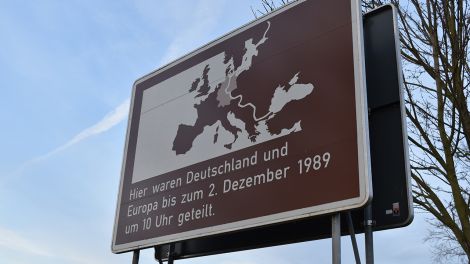 Hier waren Deutschland und
Europa bis zum 2. Dezember 1989
um 10 Uhr geteilt.